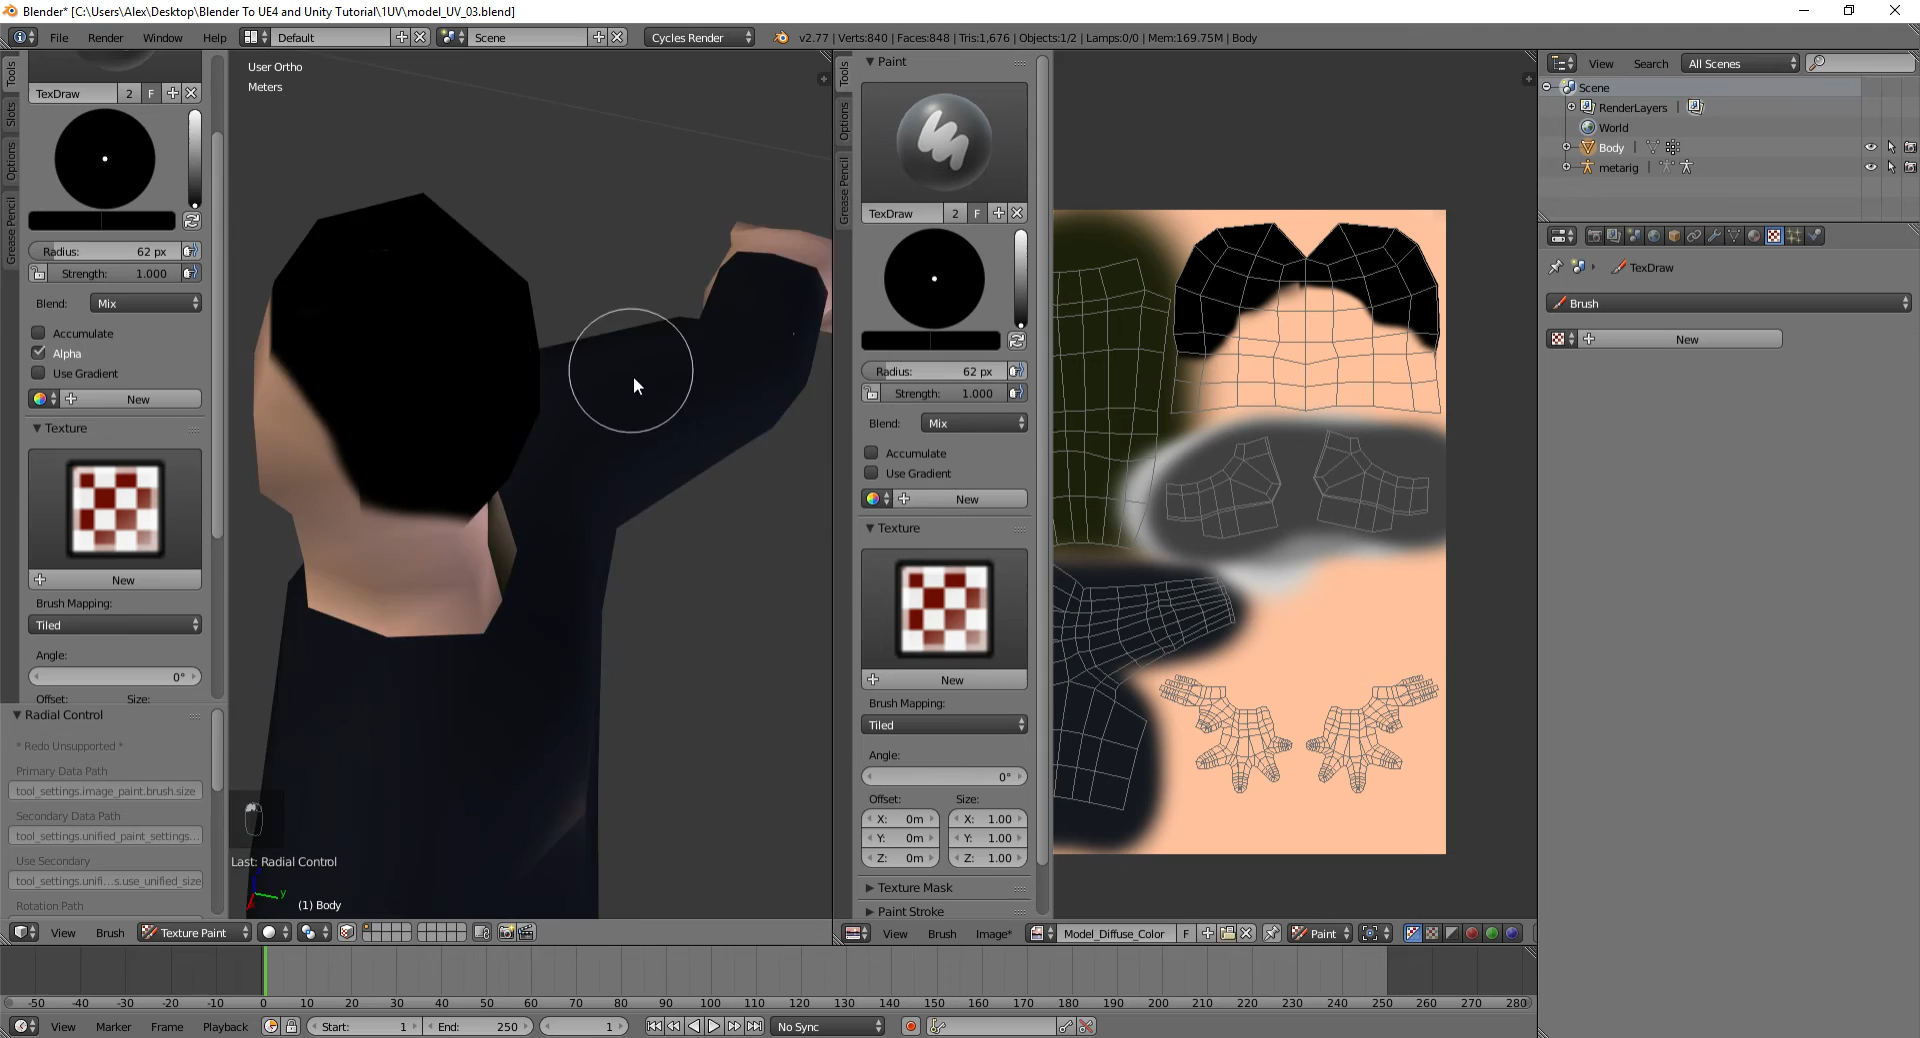 Blender* [C:\Users\Alex\Desktop\Blender To UE4 and Unity Tutorial\1UV\model_UV_03.blend]
File Render Window Help Default Scene Cycles Render v2.77 | Verts:840 | Faces:848 | Tris:1,676 | Objects:1/2 | Lamps:0/0 | Mem:169.75M | Body
Tools
Slots
Options
Grease Pencil
TexDraw 2 F
Radius: 62 px
Strength: 1.000
Blend: Mix
Accumulate
Alpha
Use Gradient
New
Texture
New
Brush Mapping:
Tiled
Angle:
0°
Offset: Size:
Radial Control
* Redo Unsupported *
Primary Data Path
tool_settings.image_paint.brush.size
Secondary Data Path
tool_settings.unified_paint_settings...
Use Secondary
tool_settings.unifi...s.use_unified_size
Rotation Path
User Ortho
Meters
Last: Radial Control
y
(1) Body
View Brush Texture Paint
Tools
Options
Grease Pencil
Paint
TexDraw 2 F
Radius: 62 px
Strength: 1.000
Blend: Mix
Accumulate
Use Gradient
New
Texture
New
Brush Mapping:
Tiled
Angle:
0°
Offset: Size:
X: 0m X: 1.00
Y: 0m Y: 1.00
Z: 0m Z: 1.00
Texture Mask
Paint Stroke
View Brush Image* Model_Diffuse_Color F Paint
View Search All Scenes
Scene
RenderLayers |
World
Body |
metarig |
TexDraw
Brush
New
-50 -40 -30 -20 -10 0 10 20 30 40 50 60 70 80 90 100 110 120 130 140 150 160 170 180 190 200 210 220 230 240 250 260 270 280
View Marker Frame Playback Start: 1 End: 250 1 No Sync